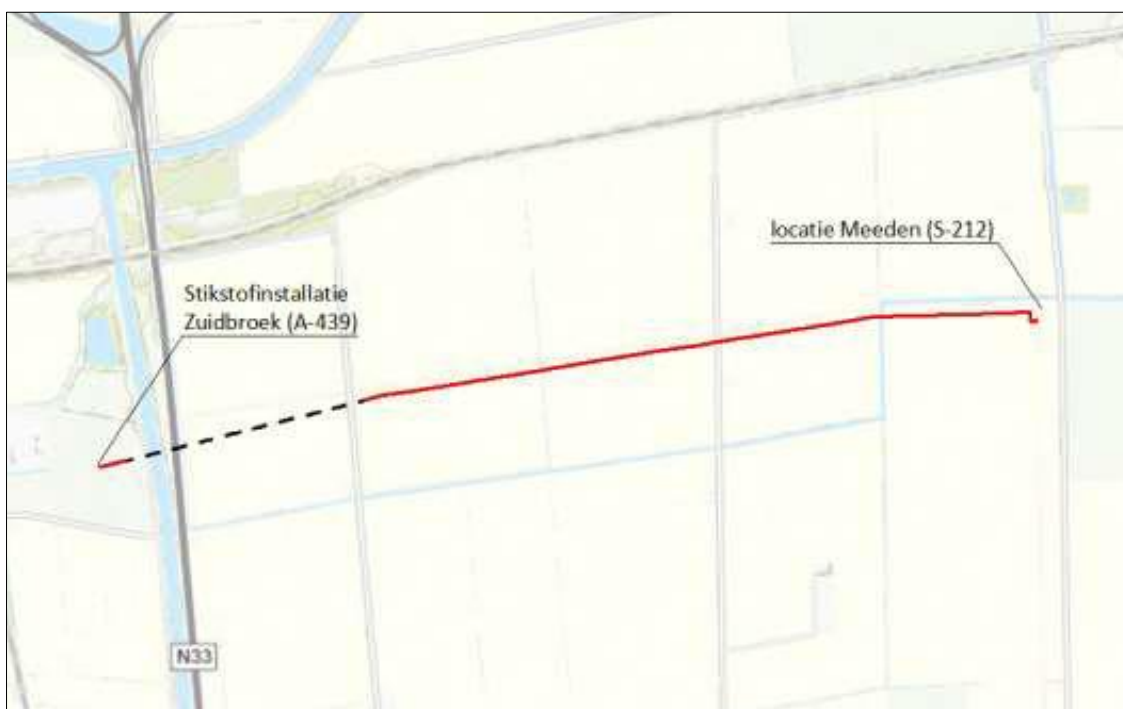 locatie Meeden (S-212)
Stikstofinstallatie
Zuidbroek (A-439)
N33